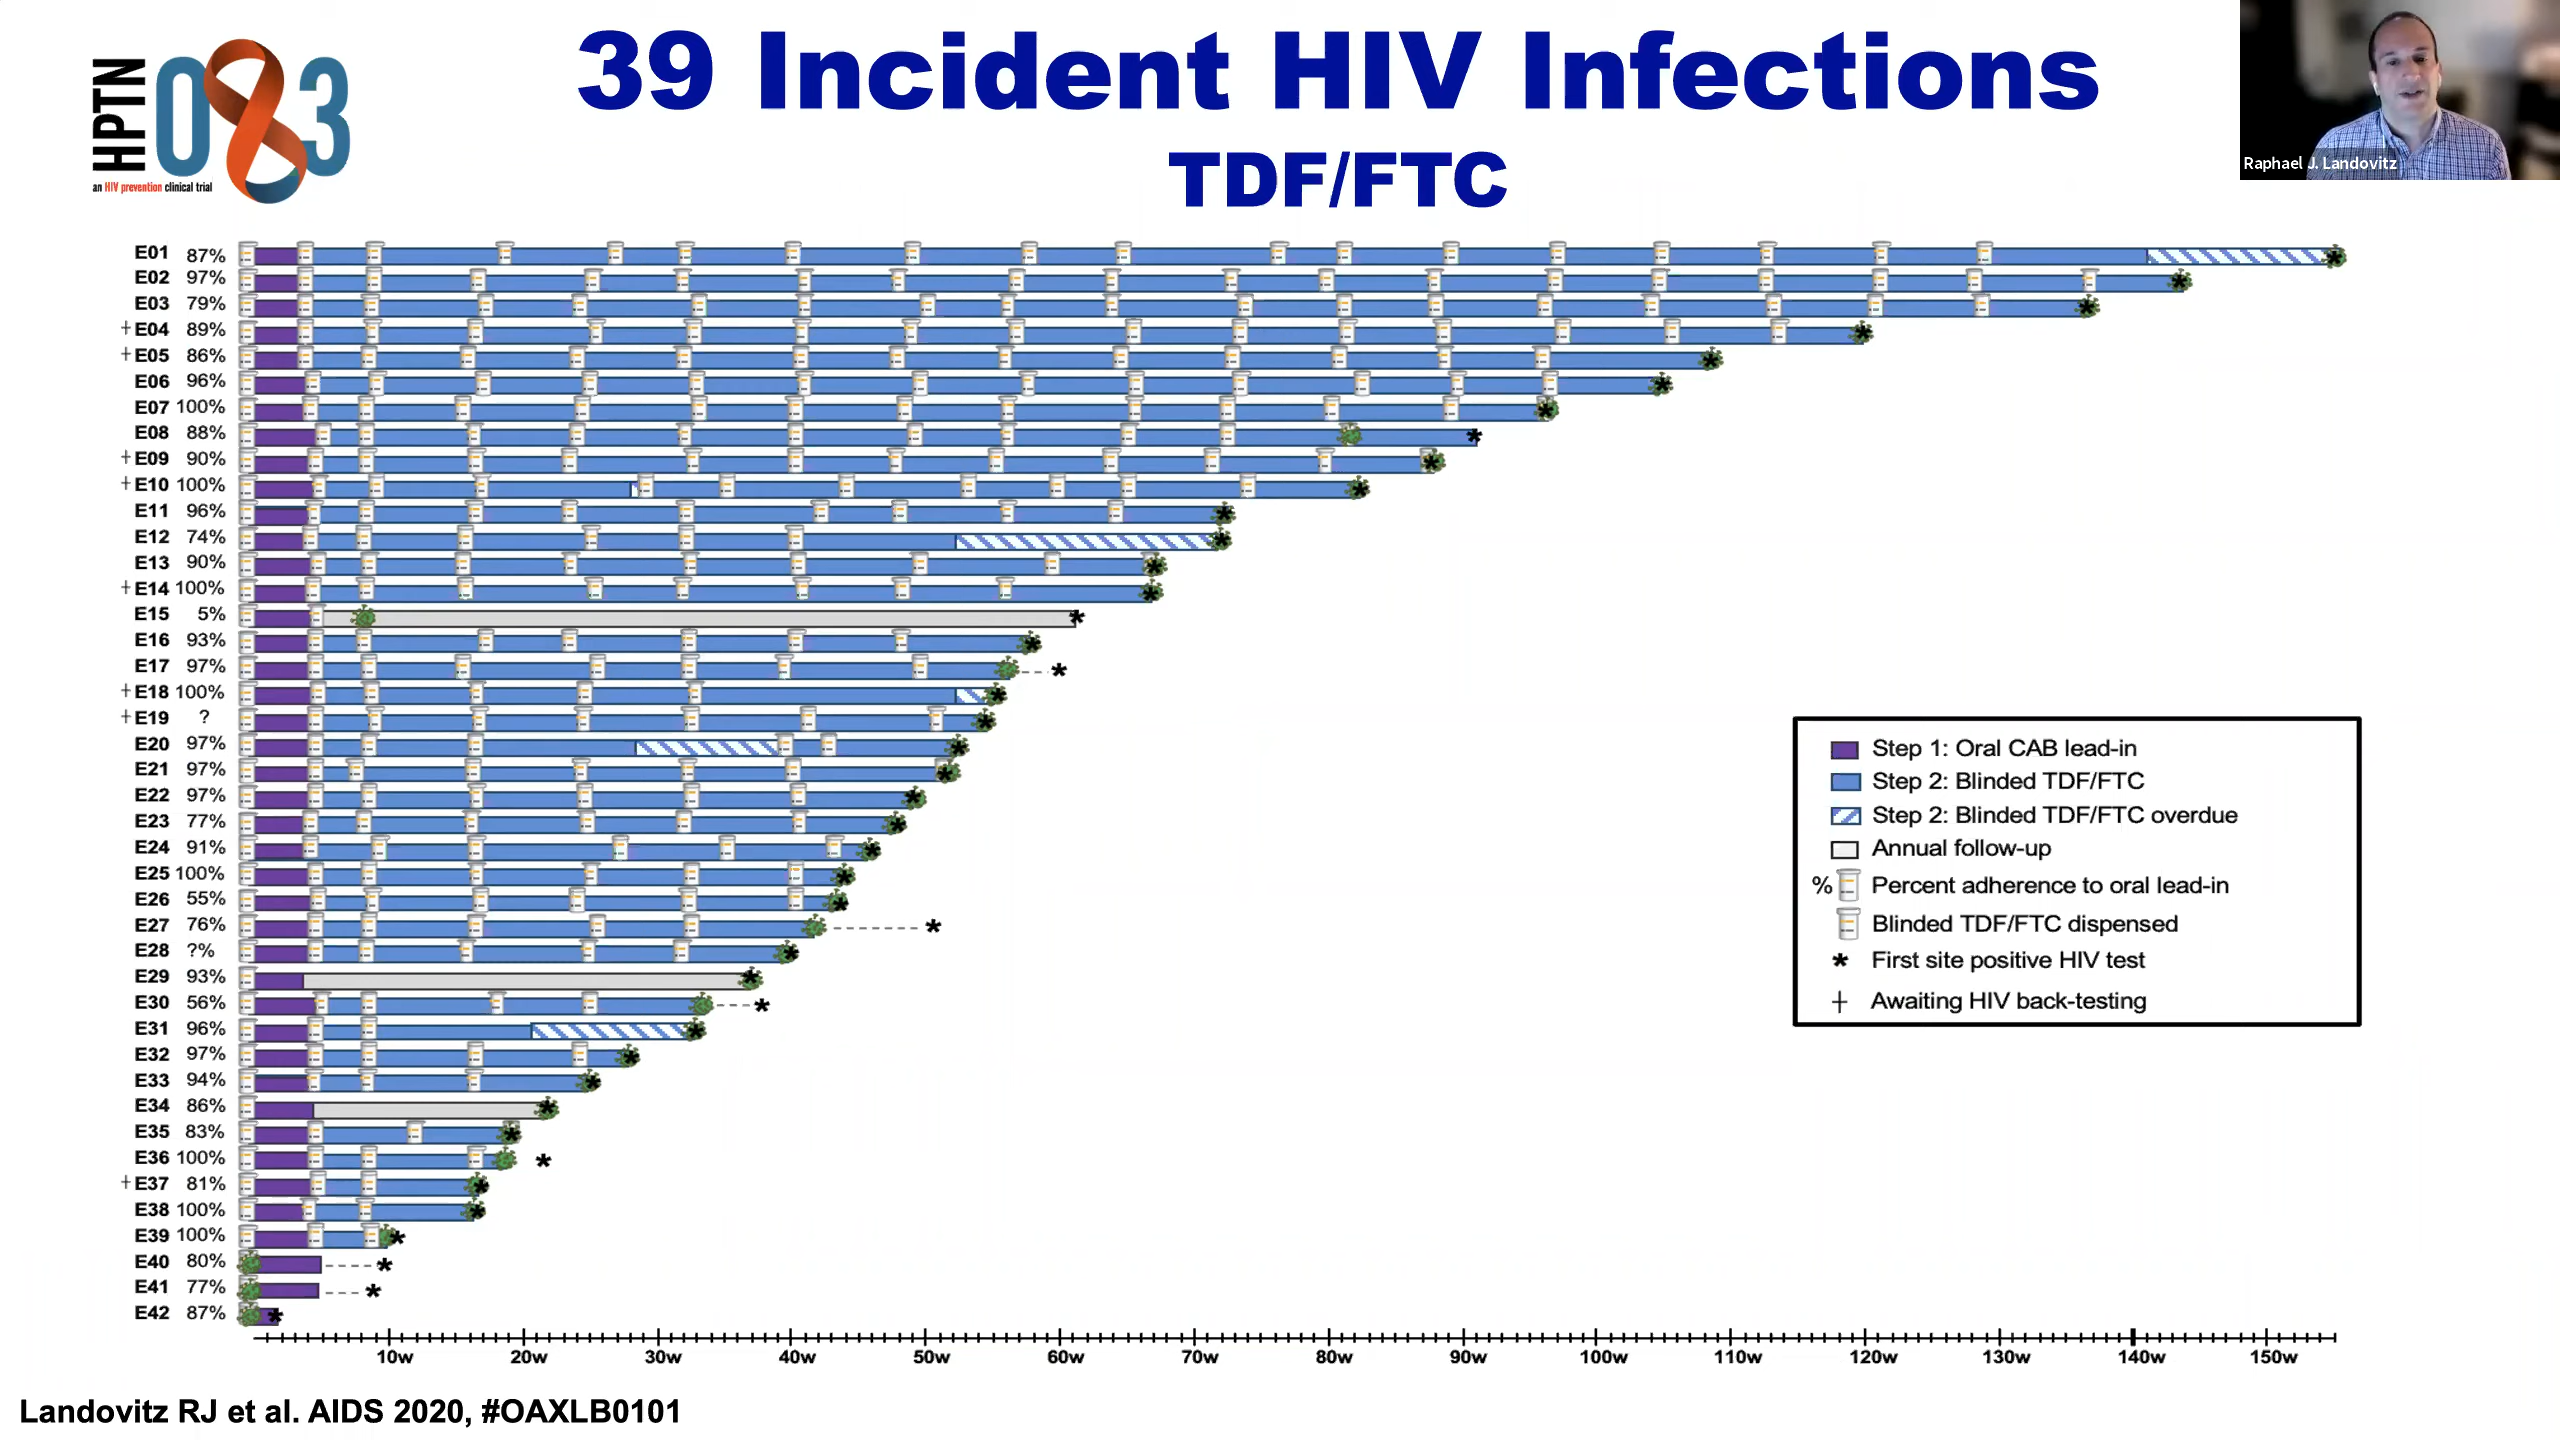 HPTN 083
an HIV prevention clinical trial
39 Incident HIV Infections
TDF/FTC
Raphael J. Landovitz
E01 87%
E02 97%
E03 79%
†E04 89%
†E05 86%
E06 96%
E07 100%
E08 88%
†E09 90%
†E10 100%
E11 96%
E12 74%
E13 90%
†E14 100%
E15 5%
E16 93%
E17 97%
†E18 100%
†E19 ?
E20 97%
E21 97%
E22 97%
E23 77%
E24 91%
E25 100%
E26 55%
E27 76%
E28 ?%
E29 93%
E30 56%
E31 96%
E32 97%
E33 94%
E34 86%
E35 83%
E36 100%
†E37 81%
E38 100%
E39 100%
E40 80%
E41 77%
E42 87%
Step 1: Oral CAB lead-in
Step 2: Blinded TDF/FTC
Step 2: Blinded TDF/FTC overdue
Annual follow-up
% Percent adherence to oral lead-in
Blinded TDF/FTC dispensed
* First site positive HIV test
† Awaiting HIV back-testing
10w 20w 30w 40w 50w 60w 70w 80w 90w 100w 110w 120w 130w 140w 150w
Landovitz RJ et al. AIDS 2020, #OAXLB0101